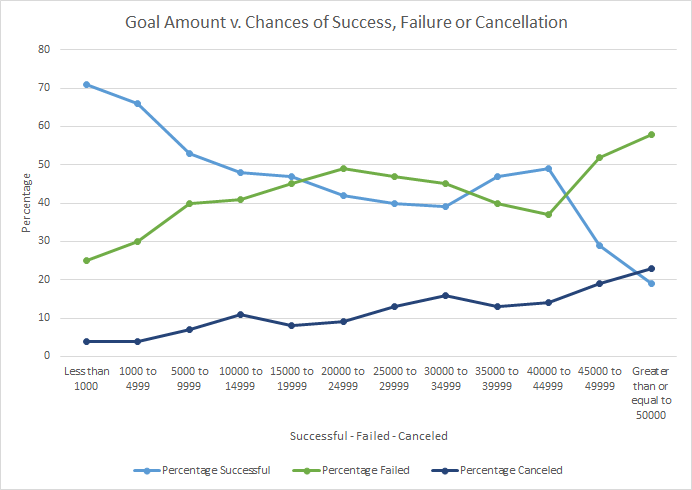 Goal Amount v. Chances of Success, Failure or Cancellation
80
70
60
50
40
30
20
10
0
Percentage
Less than
1000
1000 to
4999
5000 to
9999
10000 to
14999
15000 to
19999
20000 to
24999
25000 to
29999
30000 to
34999
35000 to
39999
40000 to
44999
45000 to
49999
Greater
than or
equal to
50000
Successful - Failed - Canceled
Percentage Successful
Percentage Failed
Percentage Canceled